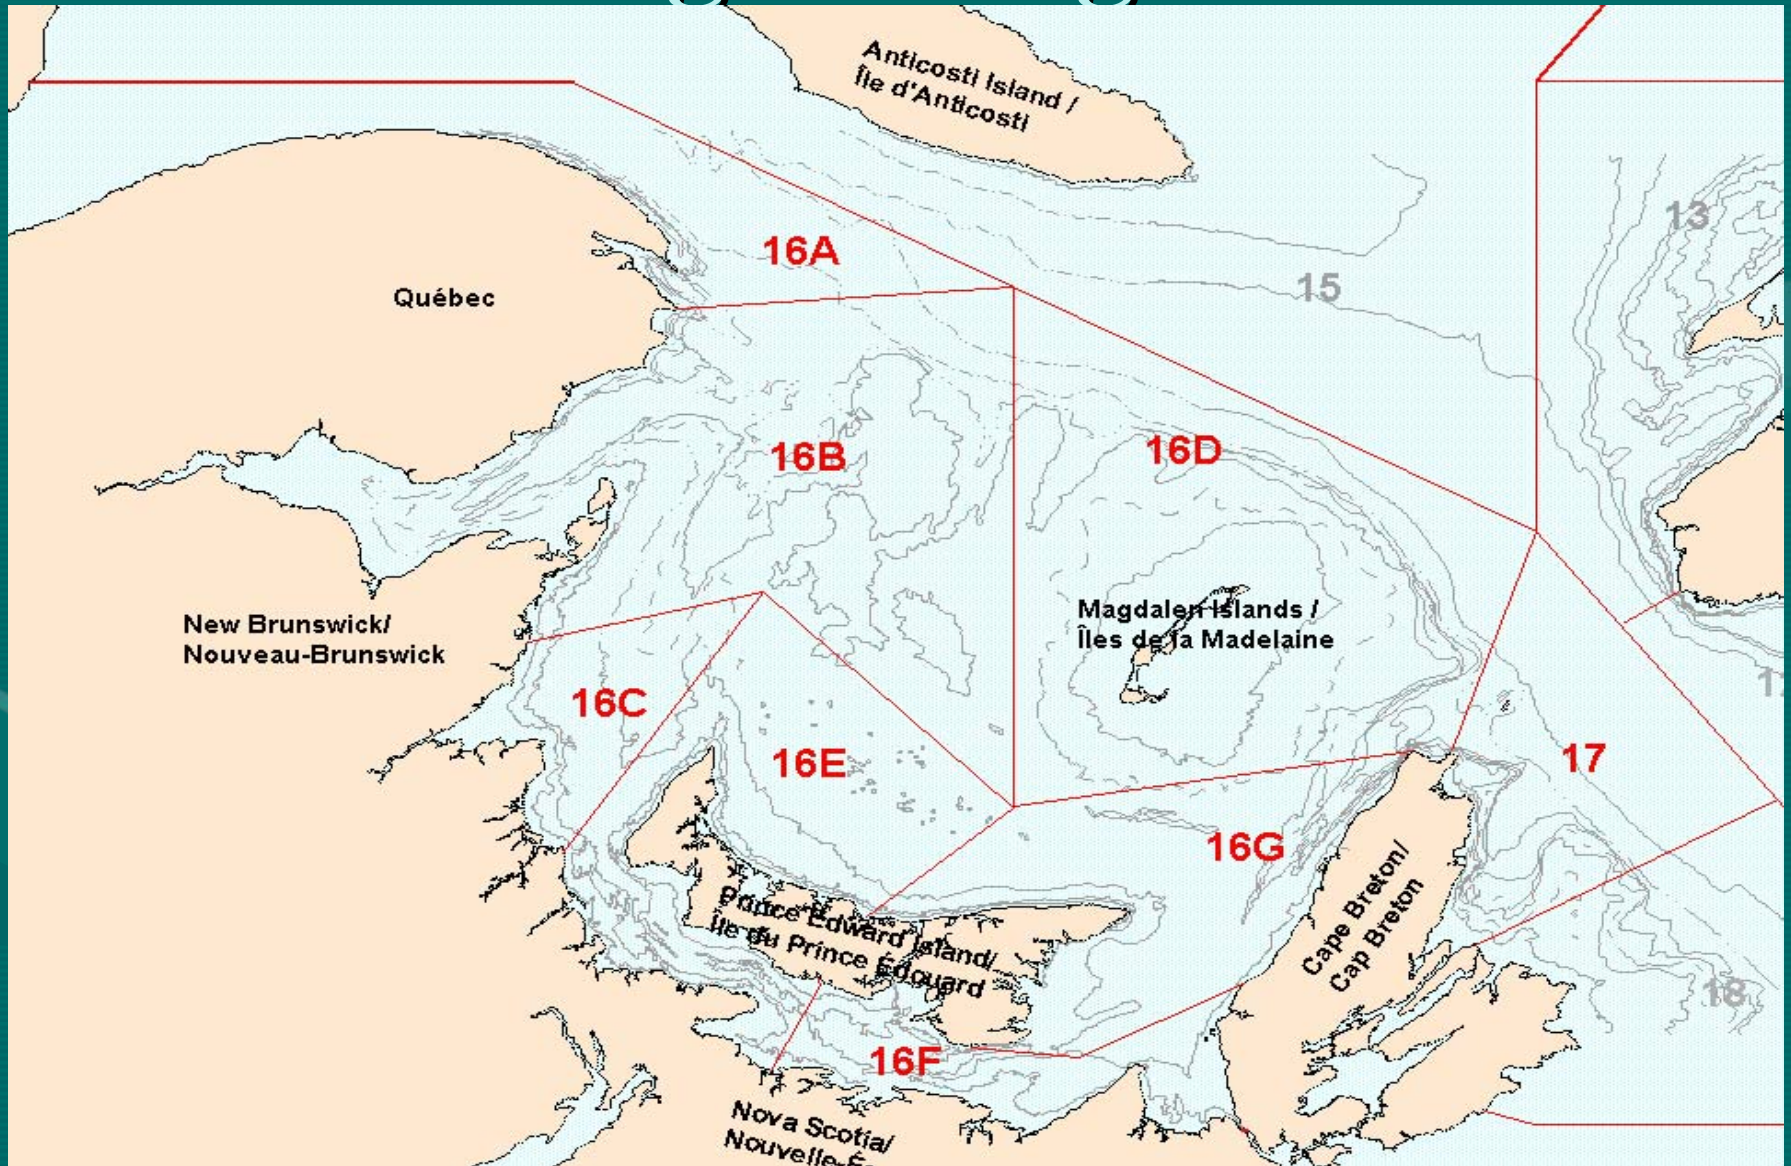 Anticosti Island /
Île d'Anticosti
13
16A
15
Québec
16B
16D
New Brunswick/
Nouveau-Brunswick
Magdalen Islands /
Îles de la Madelaine
16C
16E
17
16G
Cape Breton/
Cap Breton
Prince Edward Island/
Île du Prince Édouard
18
16F
Nova Scotia/